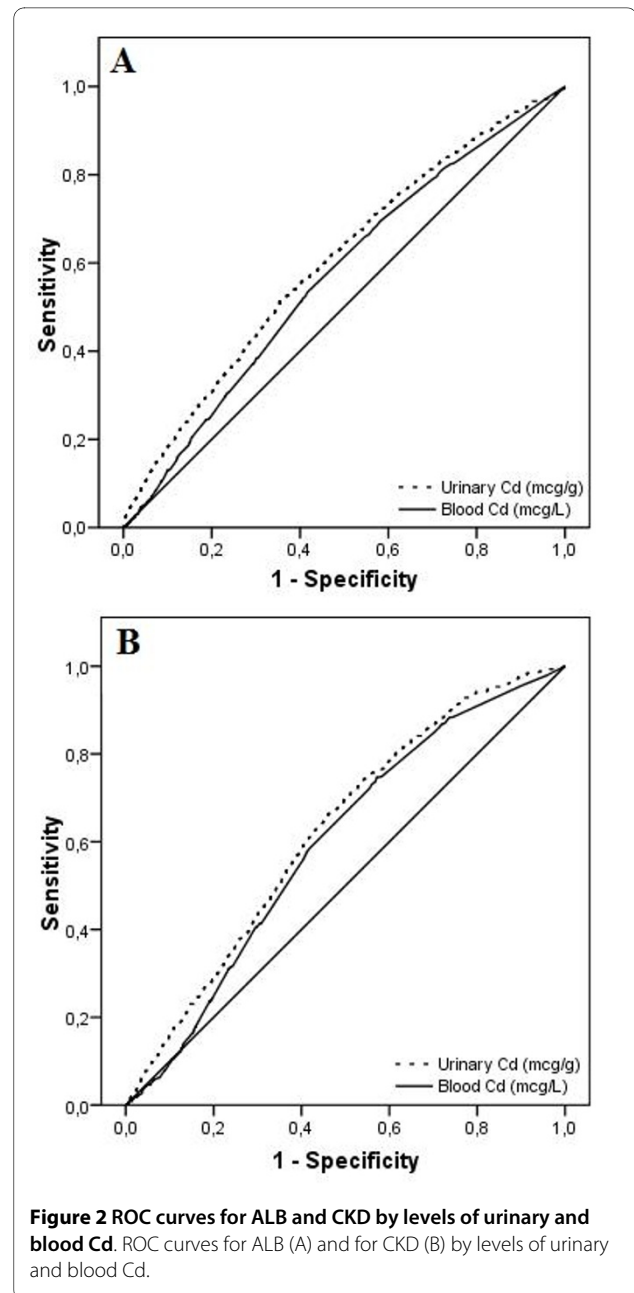 A
1,0
0,8
0,6
0,4
0,2
0,0
Sensitivity
Urinary Cd (mcg/g)
Blood Cd (mcg/L)
0,0 0,2 0,4 0,6 0,8 1,0
1 - Specificity
B
1,0
0,8
0,6
0,4
0,2
0,0
Sensitivity
Urinary Cd (mcg/g)
Blood Cd (mcg/L)
0,0 0,2 0,4 0,6 0,8 1,0
1 - Specificity
Figure 2 ROC curves for ALB and CKD by levels of urinary and
blood Cd. ROC curves for ALB (A) and for CKD (B) by levels of urinary
and blood Cd.